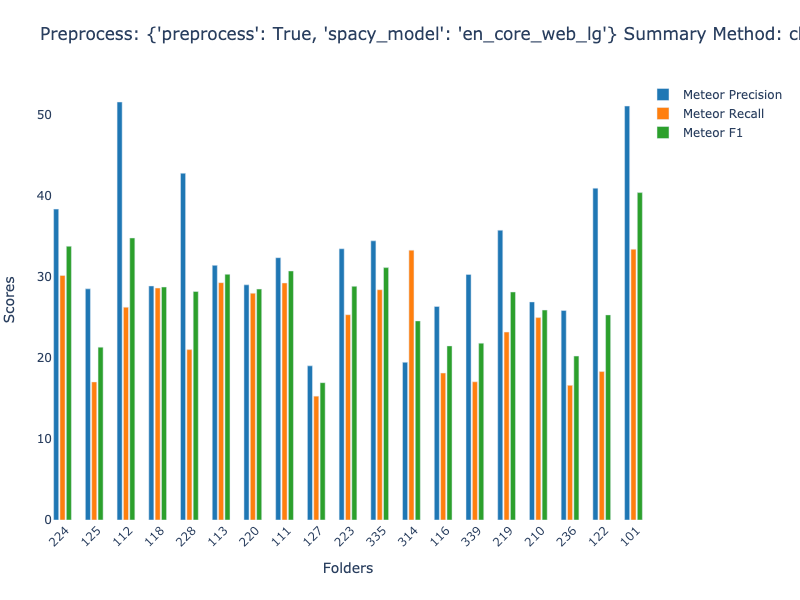 Preprocess: {'preprocess': True, 'spacy_model': 'en_core_web_lg'} Summary Method:
Meteor Precision
Meteor Recall
Meteor F1
50
40
30
20
10
0
Scores
224 125 112 118 228 113 220 111 127 223 335 314 116 339 219 210 236 122 101
Folders